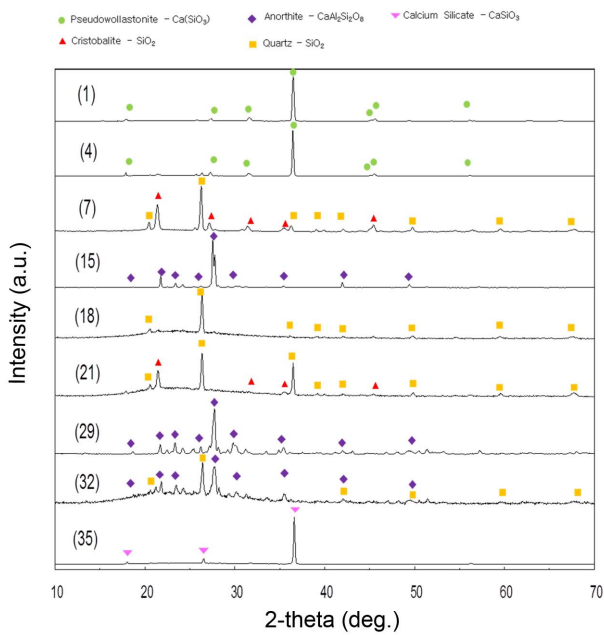 Pseudowollastonite - Ca(SiO₃) Anorthite - CaAl₂Si₂O₈ Calcium Silicate - CaSiO₃
Cristobalite - SiO₂ Quartz - SiO₂
(1)
(4)
(7)
(15)
(18)
(21)
(29)
(32)
(35)
Intensity (a.u.)
10 20 30 40 50 60 70
2-theta (deg.)